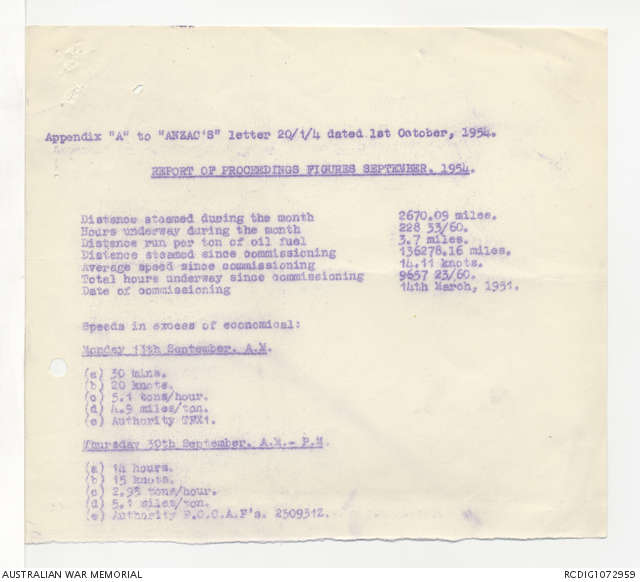 Appendix "A" to "ANZAC'S" letter 20/1/4 dated 1st October, 1954.
REPORT OF PROCEEDINGS FIGURES SEPTEMBER, 1954.
Distance steamed during the month 2670.09 miles.
Hours underway during the month 228 33/60.
Distance run per ton of oil fuel 3.7 miles.
Distance steamed since commissioning 136278.16 miles.
Average speed since commissioning 14.11 knots.
Total hours underway since commissioning 9657 23/60.
Date of commissioning 14th March, 1951.
Speeds in excess of economical:
Monday 13th September. A.M.
(a) 30 mins.
(b) 20 knots.
(c) 5.1 tons/hour.
(d) 4.9 miles/ton.
(e) Authority
Thursday 30th September. A.M. - P.M.
(a) 14 hours.
(b) 15 knots.
(c) 2.95 tons/hour.
(d) 5.1 miles/ton.
(e) Authority F.O.C.A.F's. 250951Z.
AUSTRALIAN WAR MEMORIAL
RCDIG1072959